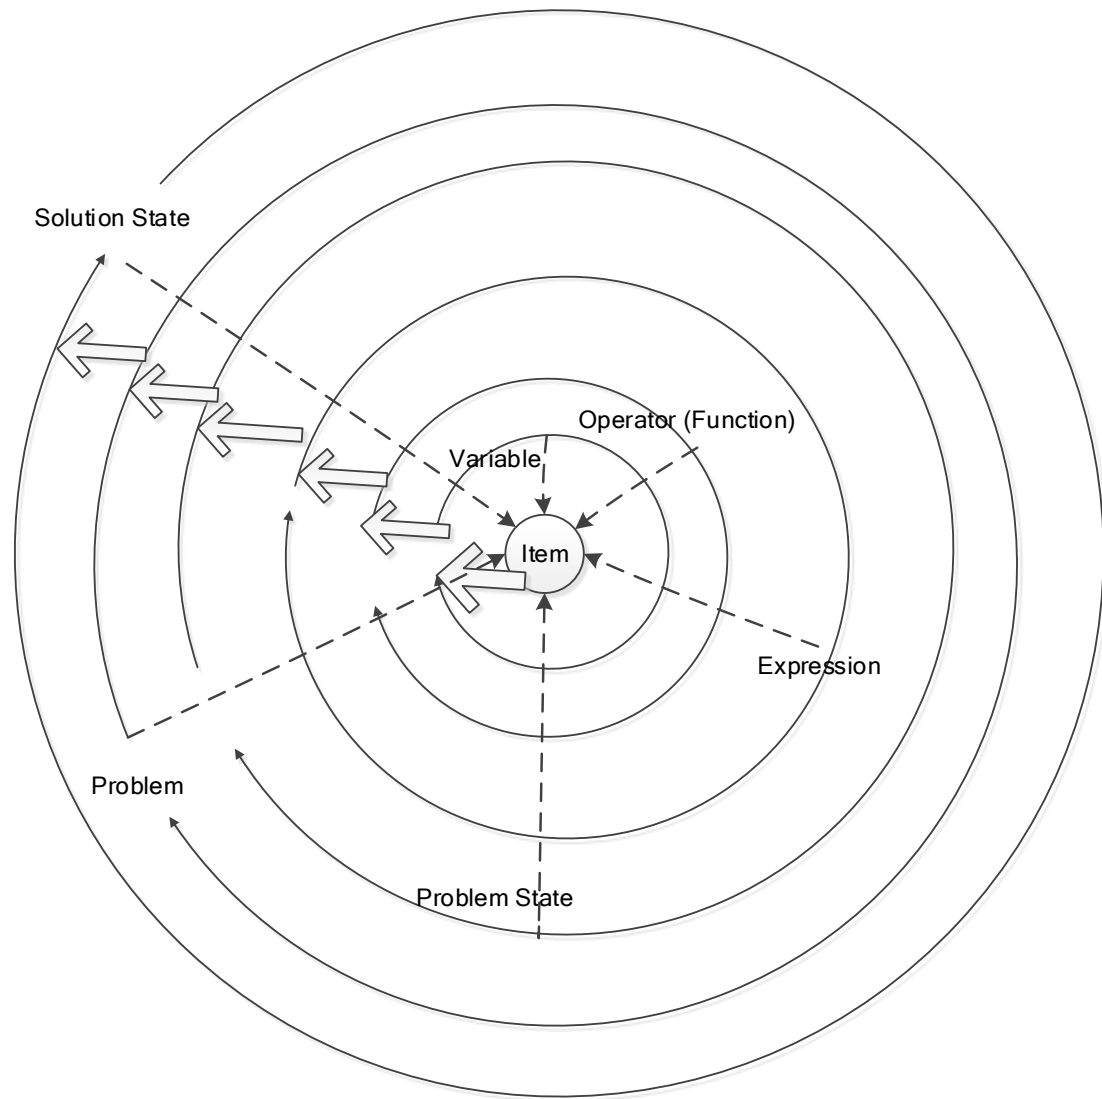 Solution State
Operator (Function)
Variable
Item
Expression
Problem
Problem State